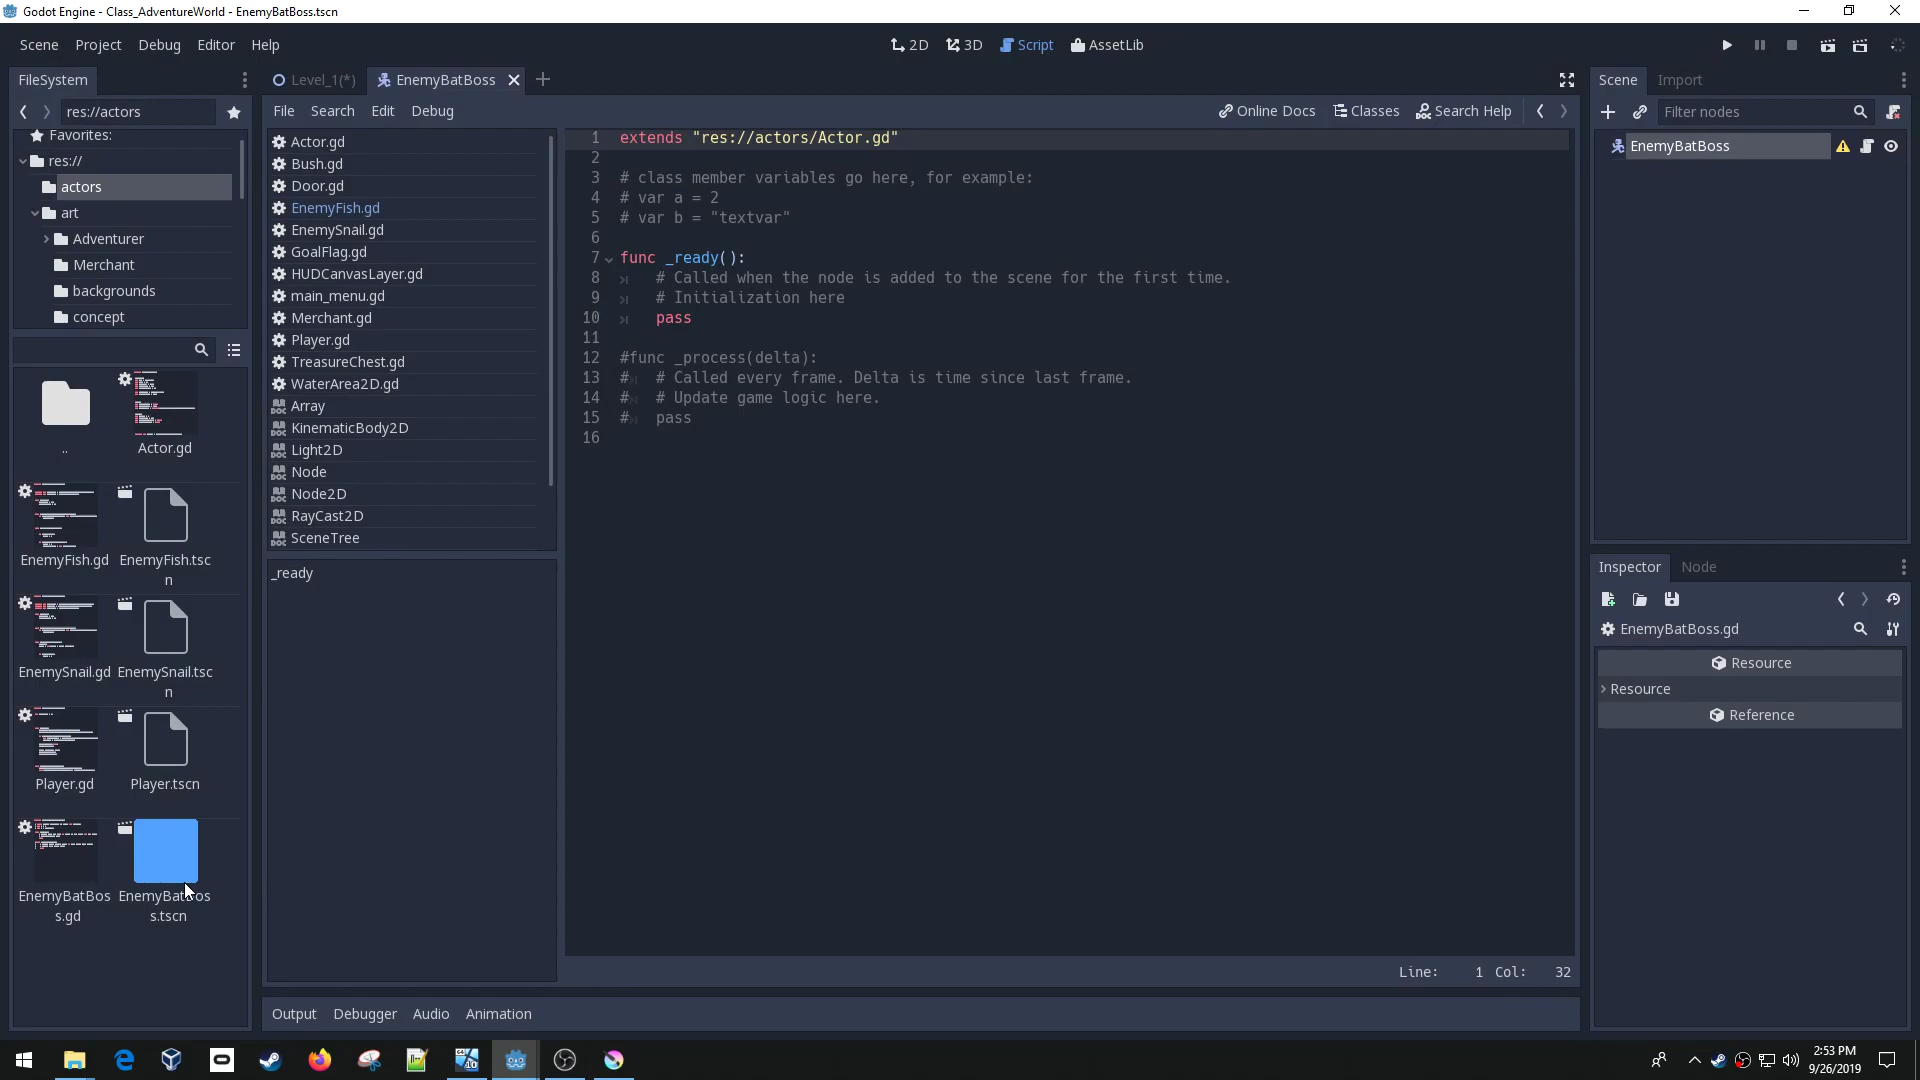 Godot Engine - Class_AdventureWorld - EnemyBatBoss.tscn
Scene Project Debug Editor Help
2D 3D Script AssetLib
FileSystem
res://actors
Favorites:
res://
actors
art
Adventurer
Merchant
backgrounds
concept
..
Actor.gd
EnemyFish.gd
EnemyFish.tsc
n
EnemySnail.gd
EnemySnail.tsc
n
Player.gd
Player.tscn
EnemyBatBos
s.gd
EnemyBatBos
s.tscn
Level_1(*)
EnemyBatBoss
File Search Edit Debug
Online Docs Classes Search Help
Actor.gd
Bush.gd
Door.gd
EnemyFish.gd
EnemySnail.gd
GoalFlag.gd
HUDCanvasLayer.gd
main_menu.gd
Merchant.gd
Player.gd
TreasureChest.gd
WaterArea2D.gd
Array
KinematicBody2D
Light2D
Node
Node2D
RayCast2D
SceneTree
_ready
1 extends "res://actors/Actor.gd"
2
3 # class member variables go here, for example:
4 # var a = 2
5 # var b = "textvar"
6
7 func _ready():
8 # Called when the node is added to the scene for the first time.
9 # Initialization here
10 pass
11
12 #func _process(delta):
13 # # Called every frame. Delta is time since last frame.
14 # # Update game logic here.
15 # pass
16
Line: 1 Col: 32
Output Debugger Audio Animation
Scene Import
Filter nodes
EnemyBatBoss
Inspector Node
EnemyBatBoss.gd
Resource
Resource
Reference
2:53 PM
9/26/2019